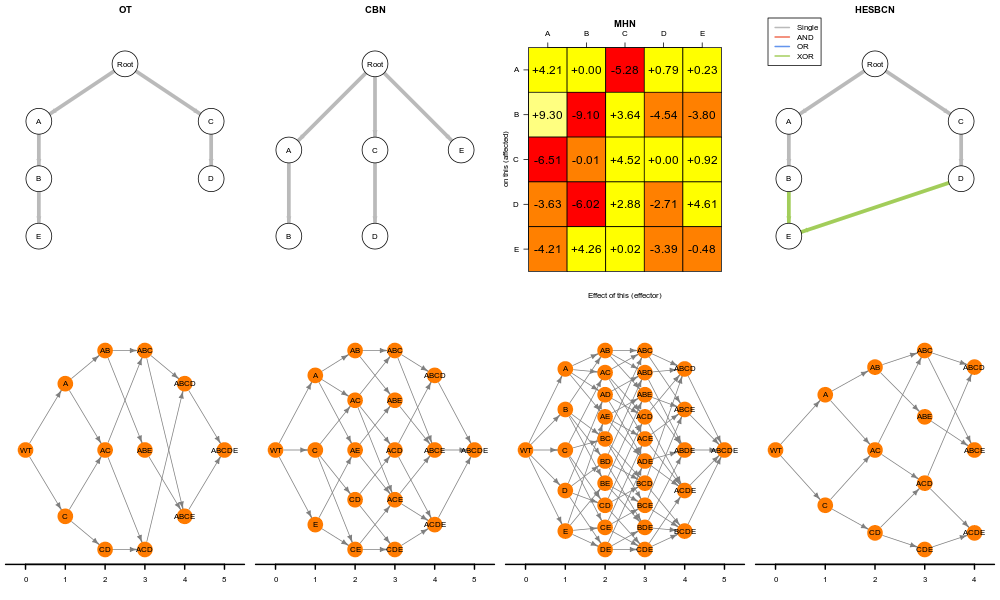 OT
CBN
MHN
HESBCN
Root
A
C
B
D
E
Root
A
C
E
B
D
A B C D E
A +4.21 +0.00 -5.28 +0.79 +0.23
B +9.30 -9.10 +3.64 -4.54 -3.80
C -6.51 -0.01 +4.52 +0.00 +0.92
D -3.63 -6.02 +2.88 -2.71 +4.61
E -4.21 +4.26 +0.02 -3.39 -0.48
on this (affected)
Effect of this (effector)
Single
AND
OR
XOR
Root
A
C
B
D
E
WT
A
C
AB
AC
CD
ABC
ABE
ACD
ABCD
ABCE
ABCDE
0 1 2 3 4 5
WT
A
C
E
AB
AC
AE
CD
CE
ABC
ABE
ACD
ACE
CDE
ABCD
ABCE
ACDE
ABCDE
0 1 2 3 4 5
WT
A
B
C
D
E
AB
AC
AD
AE
BC
BD
BE
CD
CE
DE
ABC
ABD
ABE
ACD
ACE
ADE
BCD
BCE
BDE
CDE
ABCD
ABCE
ABDE
ACDE
BCDE
ABCDE
0 1 2 3 4 5
WT
A
C
AB
AC
CD
ABC
ABE
ACD
CDE
ABCD
ABCE
ACDE
0 1 2 3 4